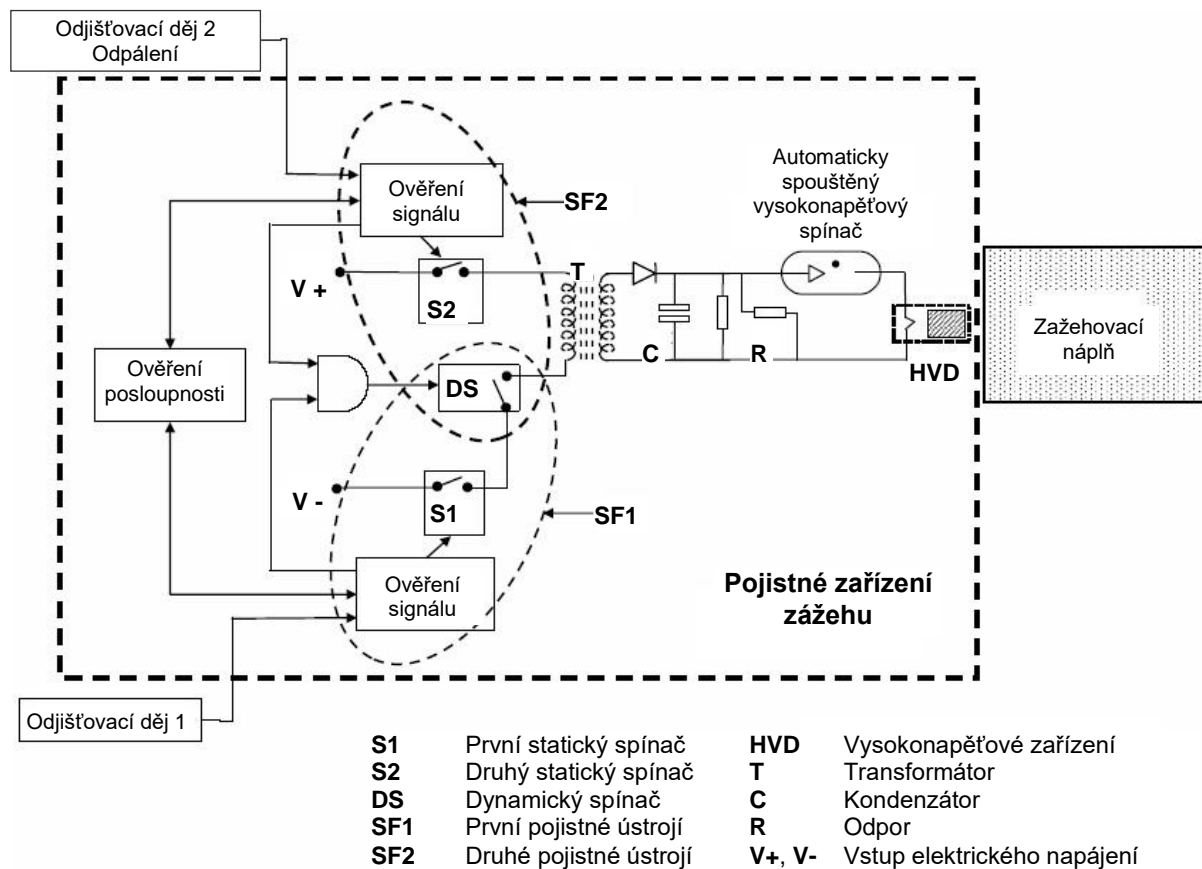 Odjišťovací děj 2
Odpálení
Ověření
signálu
SF2
Automaticky
spouštěný
vysokonapěťový
spínač
V +
S2
T
Zažehovací
náplň
Ověření
posloupnosti
DS
C
R
HVD
V -
S1
SF1
Ověření
signálu
Pojistné zařízení
zážehu
Odjišťovací děj 1
S1 První statický spínač HVD Vysokonapěťové zařízení
S2 Druhý statický spínač T Transformátor
DS Dynamický spínač C Kondenzátor
SF1 První pojistné ústrojí R Odpor
SF2 Druhé pojistné ústrojí V+, V- Vstup elektrického napájení